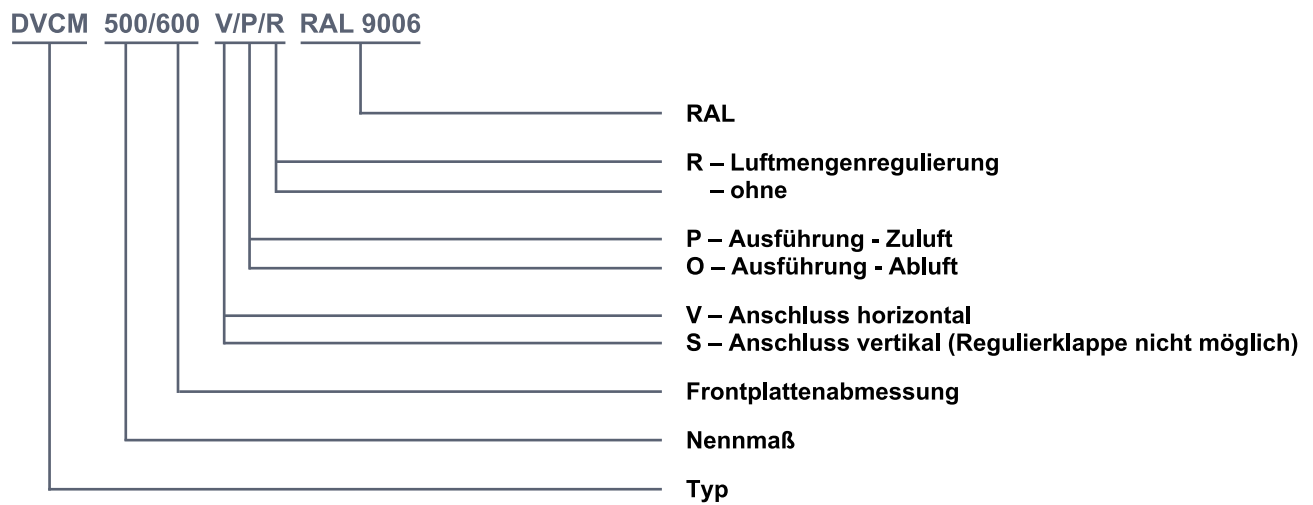 DVCM 500/600 V/P/R RAL 9006
RAL
R – Luftmengenregulierung
– ohne
P – Ausführung - Zuluft
O – Ausführung - Abluft
V – Anschluss horizontal
S – Anschluss vertikal (Regulierklappe nicht möglich)
Frontplattenabmessung
Nennmaß
Typ